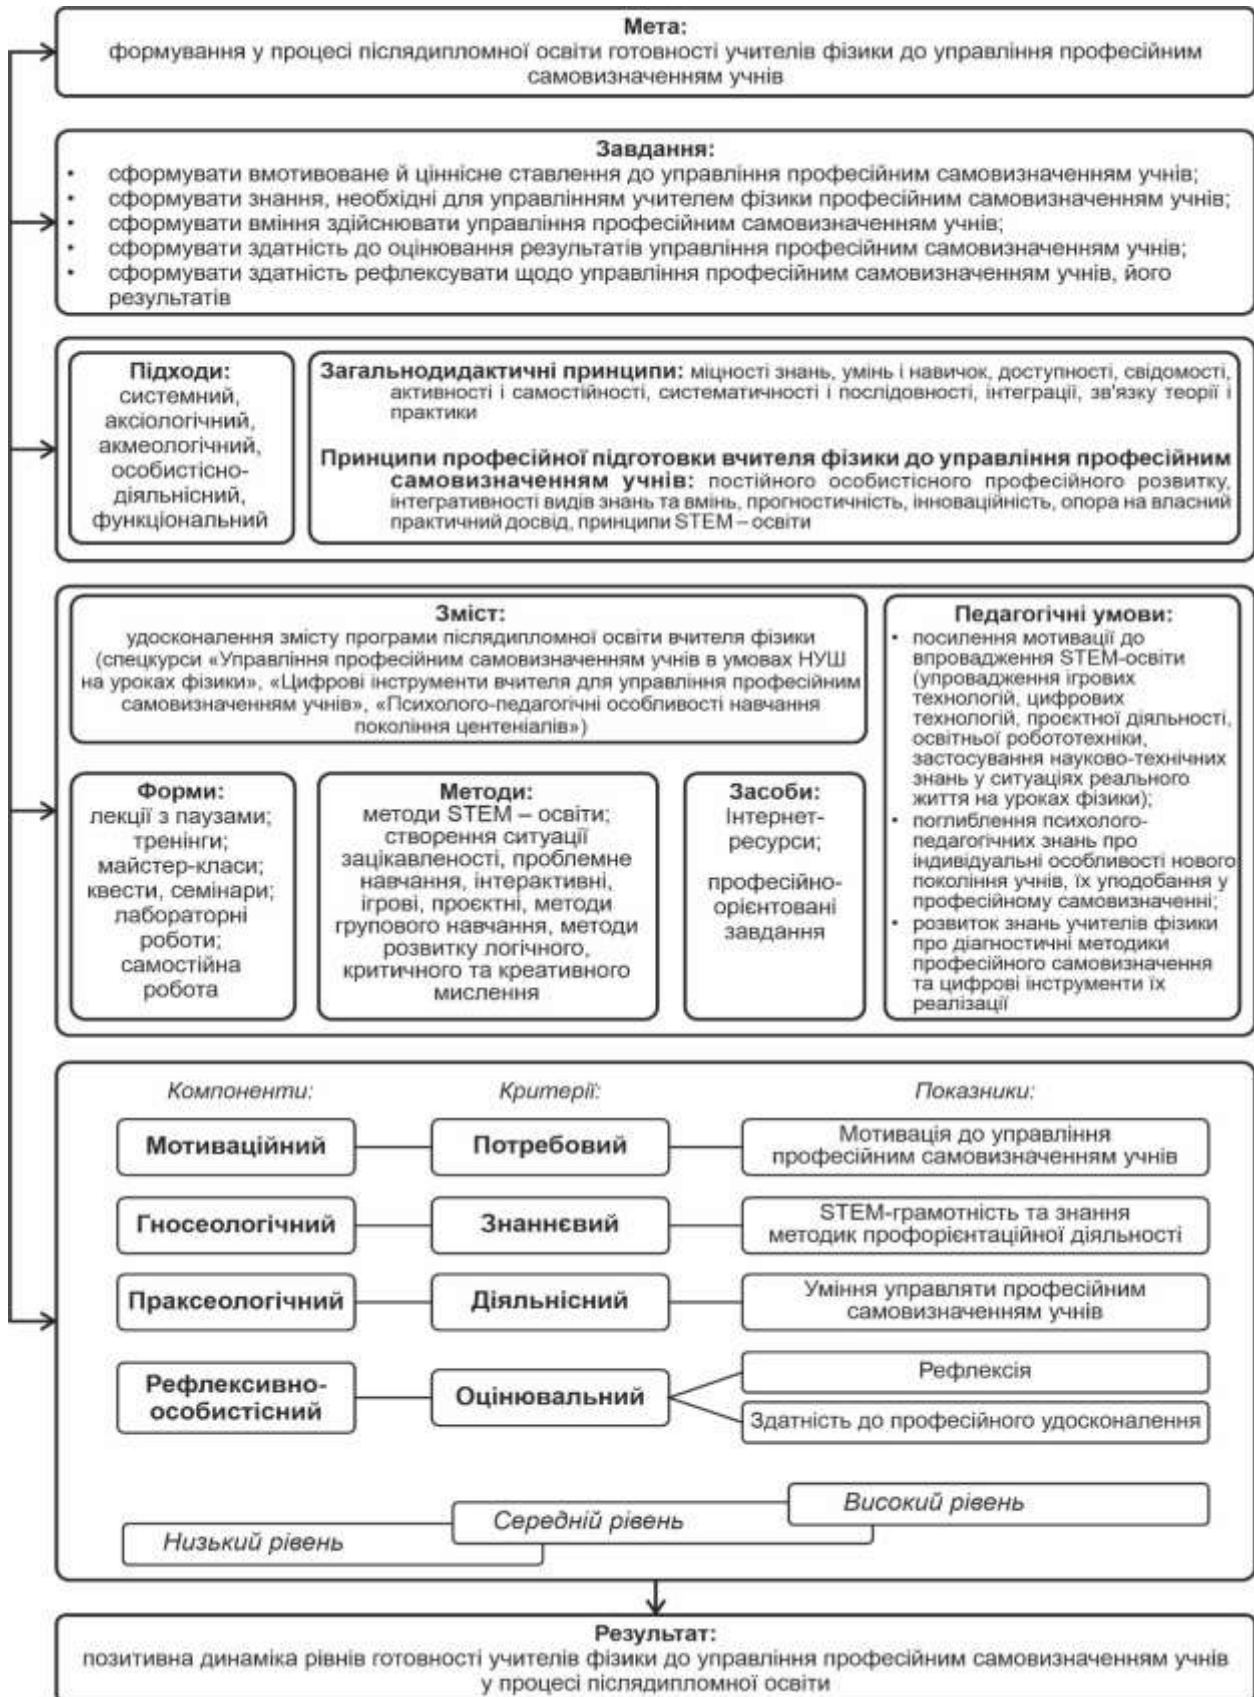 Мета:
формування у процесі післядипломної освіти готовності учителів фізики до управління професійним
самовизначенням учнів
Завдання:
• сформувати вмотивоване й ціннісне ставлення до управління професійним самовизначенням учнів;
• сформувати знання, необхідні для управлінням учителем фізики професійним самовизначенням учнів;
• сформувати вміння здійснювати управління професійним самовизначенням учнів;
• сформувати здатність до оцінювання результатів управління професійним самовизначенням учнів;
• сформувати здатність рефлексувати щодо управління професійним самовизначенням учнів, його
результатів
Підходи:
системний,
аксіологічний,
акмеологічний,
особистісно-
діяльнісний,
функціональний
Загальнодидактичні принципи: міцності знань, умінь і навичок, доступності, свідомості,
активності і самостійності, систематичності і послідовності, інтеграції, зв'язку теорії і
практики
Принципи професійної підготовки вчителя фізики до управління професійним
самовизначенням учнів: постійного особистісного професійного розвитку,
інтегративності видів знань та вмінь, прогностичність, інноваційність, опора на власний
практичний досвід, принципи STEM – освіти
Зміст:
удосконалення змісту програми післядипломної освіти вчителя фізики
(спецкурси «Управління професійним самовизначенням учнів в умовах НУШ
на уроках фізики», «Цифрові інструменти вчителя для управління професійним
самовизначенням учнів», «Психолого-педагогічні особливості навчання
покоління центеніалів»)
Педагогічні умови:
• посилення мотивації до
впровадження STEM-освіти
(упровадження ігрових
технологій, цифрових
технологій, проєктної діяльності,
освітньої робототехніки,
застосування науково-технічних
знань у ситуаціях реального
життя на уроках фізики);
• поглиблення психолого-
педагогічних знань про
індивідуальні особливості нового
покоління учнів, їх уподобання у
професійному самовизначенні;
• розвиток знань учителів фізики
про діагностичні методики
професійного самовизначення
та цифрові інструменти їх
реалізації
Форми:
лекції з паузами;
тренінги;
майстер-класи;
квести, семінари;
лабораторні
роботи;
самостійна
робота
Методи:
методи STEM – освіти;
створення ситуації
зацікавленості, проблемне
навчання, інтерактивні,
ігрові, проєктні, методи
групового навчання, методи
розвитку логічного,
критичного та креативного
мислення
Засоби:
Інтернет-
ресурси;
професійно-
орієнтовані
завдання
Компоненти: Критерії: Показники:
Мотиваційний Потребовий Мотивація до управління
професійним самовизначенням учнів
Гносеологічний Знаннєвий STEM-грамотність та знання
методик профорієнтаційної діяльності
Праксеологічний Діяльнісний Уміння управляти професійним
самовизначенням учнів
Рефлексивно-
особистісний Оцінювальний
Рефлексія
Здатність до професійного удосконалення
Високий рівень
Середній рівень
Низький рівень
Результат:
позитивна динаміка рівнів готовності учителів фізики до управління професійним самовизначенням учнів
у процесі післядипломної освіти